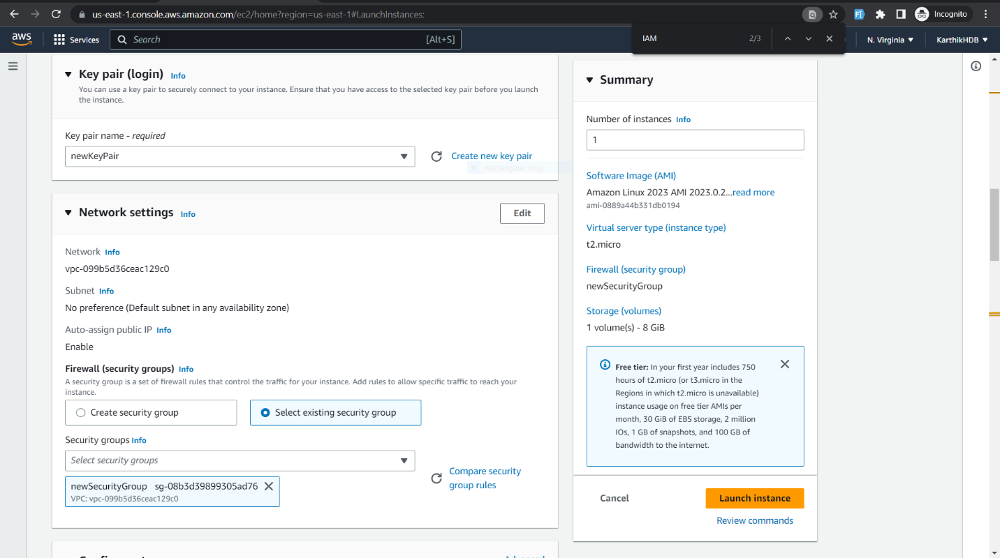 us-east-1.console.aws.amazon.com/ec2/home?region=us-east-1#LaunchInstances:
Incognito
aws
Services
Search
[Alt+S]
IAM
2/3
N. Virginia
KarthikHDB
Key pair (login) Info
You can use a key pair to securely connect to your instance. Ensure that you have access to the selected key pair before you launch
the instance.
Key pair name - required
newKeyPair
Create new key pair
Rectangular Snip
Network settings Info
Edit
Network Info
vpc-099b5d36ceac129c0
Subnet Info
No preference (Default subnet in any availability zone)
Auto-assign public IP Info
Enable
Firewall (security groups) Info
A security group is a set of firewall rules that control the traffic for your instance. Add rules to allow specific traffic to reach your
instance.
Create security group
Select existing security group
Security groups Info
Select security groups
Compare security
group rules
newSecurityGroup sg-08b3d39899305ad76
VPC: vpc-099b5d36ceac129c0
Summary
Number of instances Info
1
Software Image (AMI)
Amazon Linux 2023 AMI 2023.0.2...read more
ami-0889a44b331db0194
Virtual server type (instance type)
t2.micro
Firewall (security group)
newSecurityGroup
Storage (volumes)
1 volume(s) - 8 GiB
Free tier: In your first year includes 750
hours of t2.micro (or t3.micro in the
Regions in which t2.micro is unavailable)
instance usage on free tier AMIs per
month, 30 GiB of EBS storage, 2 million
IOs, 1 GB of snapshots, and 100 GB of
bandwidth to the internet.
Cancel
Launch instance
Review commands